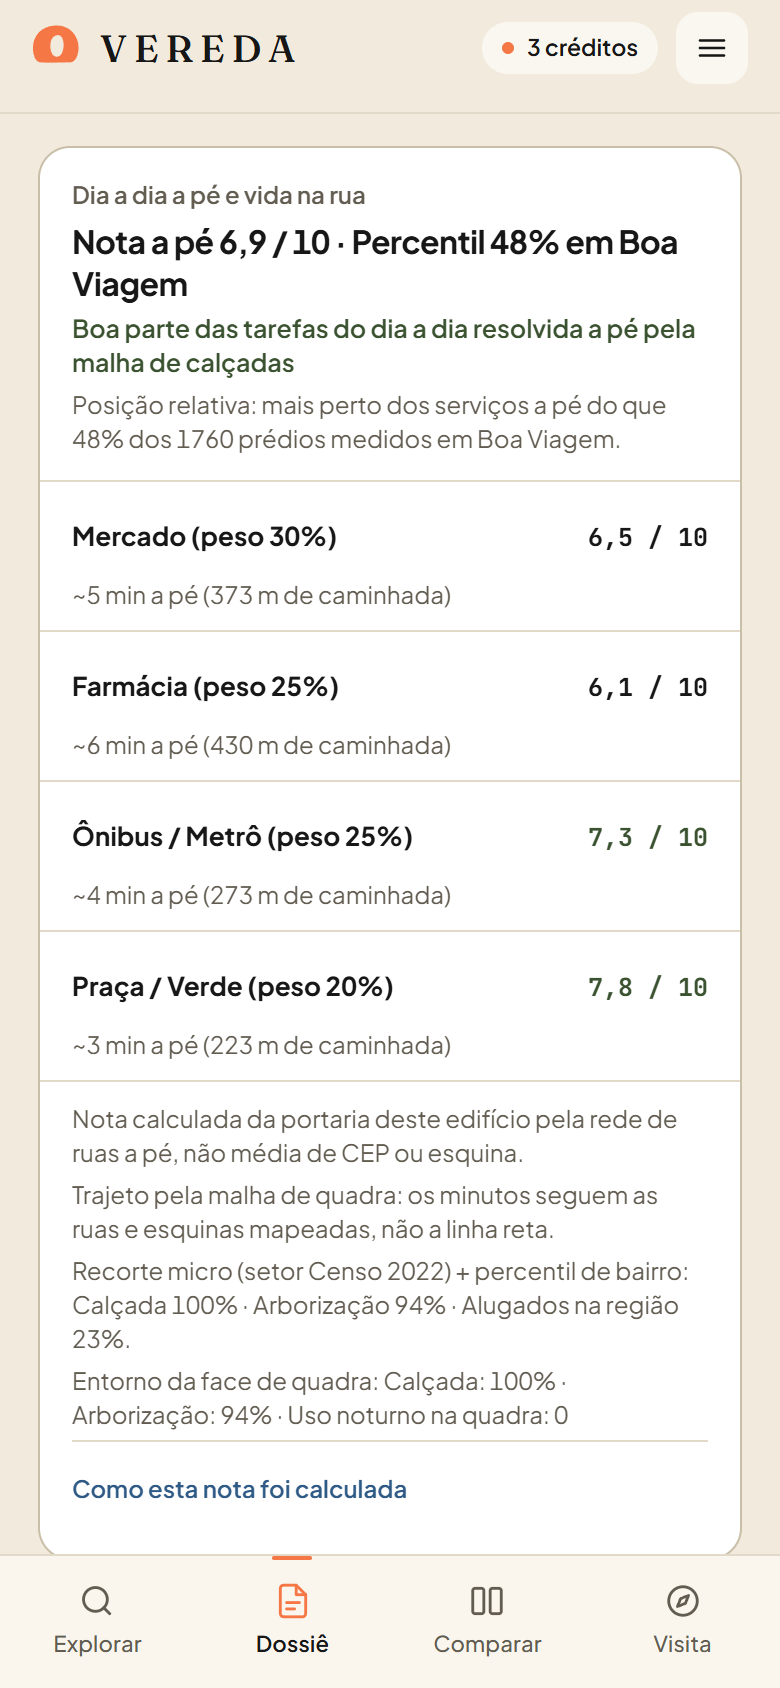 VEREDA
3 créditos
Dia a dia a pé e vida na rua
Nota a pé 6,9 / 10 · Percentil 48% em Boa
Viagem
Boa parte das tarefas do dia a dia resolvida a pé pela
malha de calçadas
Posição relativa: mais perto dos serviços a pé do que
48% dos 1760 prédios medidos em Boa Viagem.
Mercado (peso 30%)
6,5 / 10
~5 min a pé (373 m de caminhada)
Farmácia (peso 25%)
6,1 / 10
~6 min a pé (430 m de caminhada)
Ônibus / Metrô (peso 25%)
7,3 / 10
~4 min a pé (273 m de caminhada)
Praça / Verde (peso 20%)
7,8 / 10
~3 min a pé (223 m de caminhada)
Nota calculada da portaria deste edifício pela rede de
ruas a pé, não média de CEP ou esquina.
Trajeto pela malha de quadra: os minutos seguem as
ruas e esquinas mapeadas, não a linha reta.
Recorte micro (setor Censo 2022) + percentil de bairro:
Calçada 100% · Arborização 94% · Alugados na região
23%.
Entorno da face de quadra: Calçada: 100% ·
Arborização: 94% · Uso noturno na quadra: 0
Como esta nota foi calculada
Explorar
Dossiê
Comparar
Visita